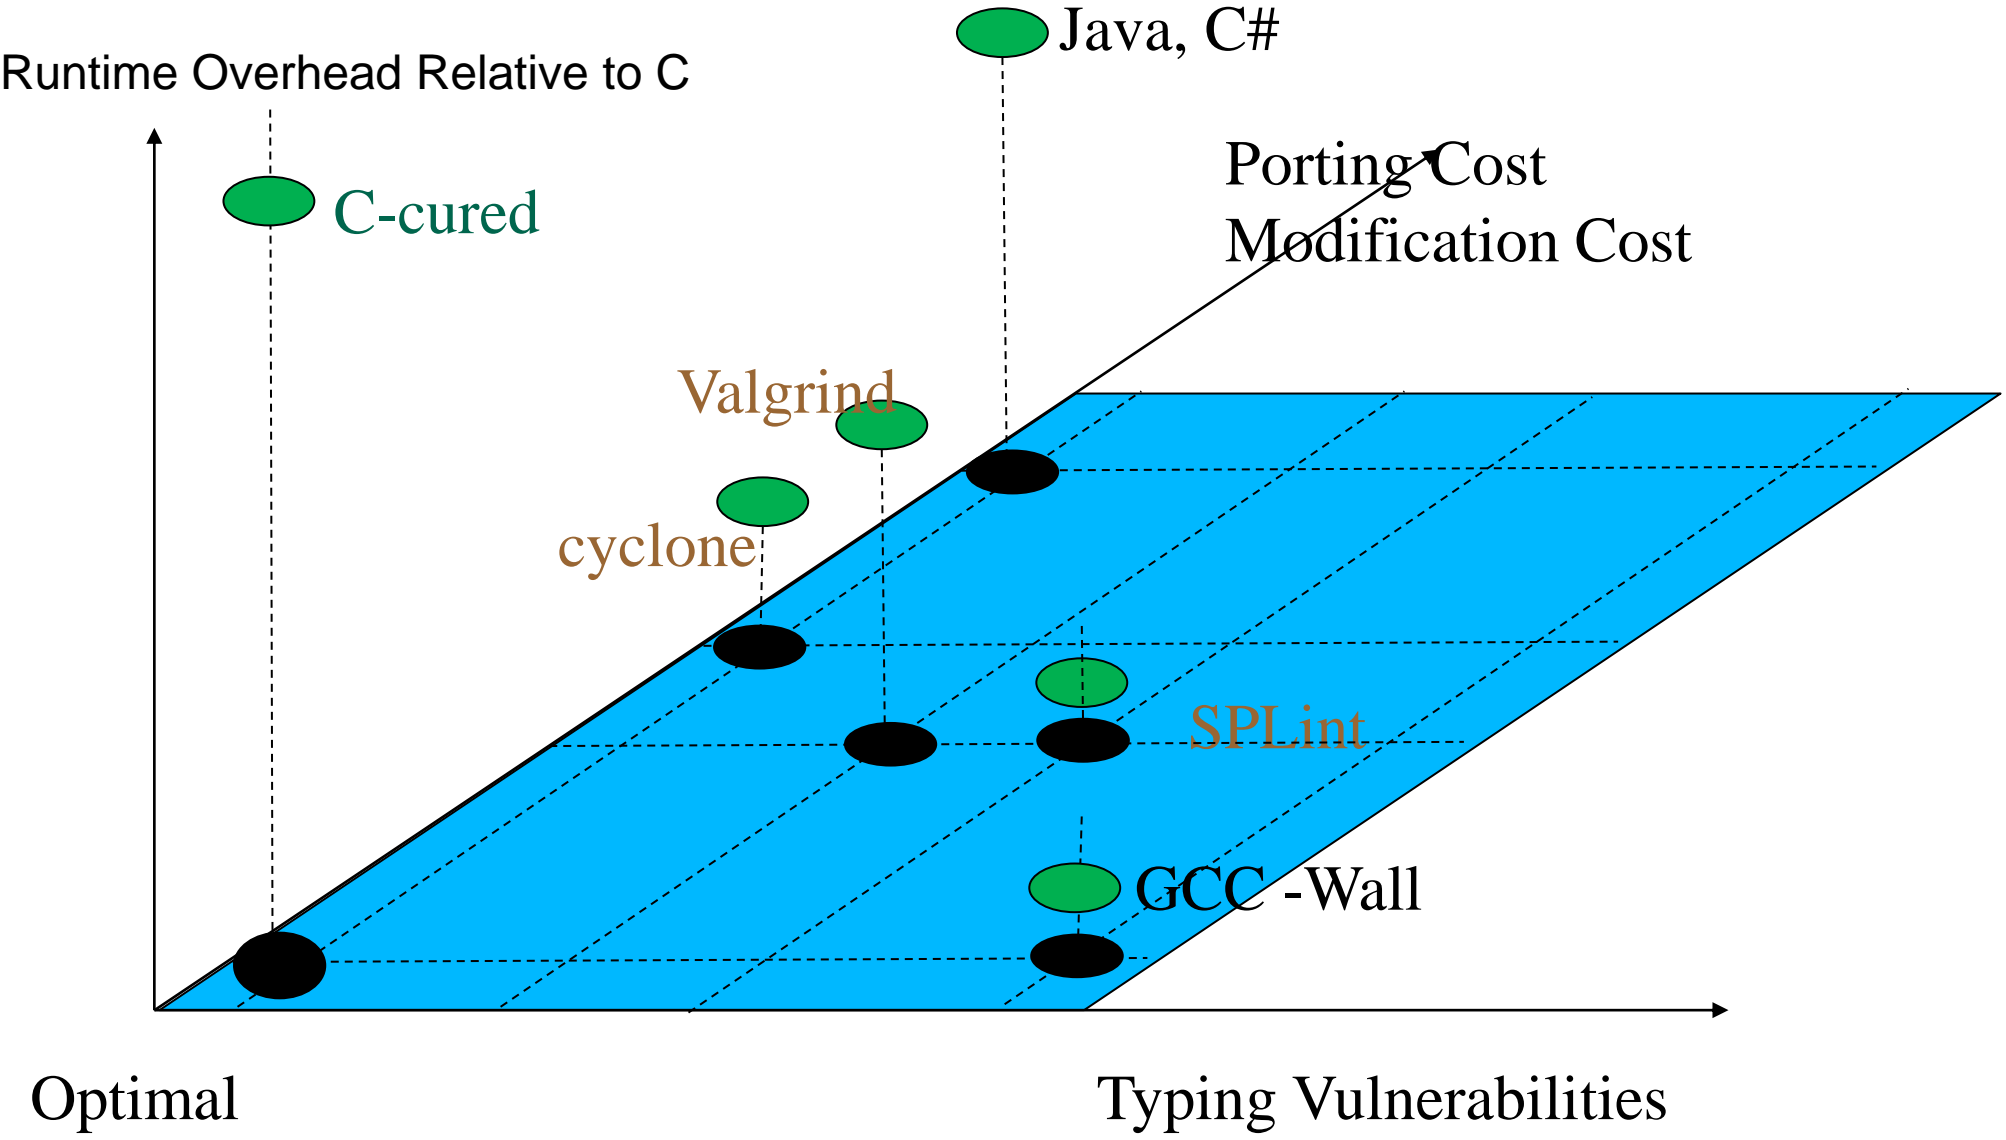 Java, C#
Runtime Overhead Relative to C
Porting Cost
Modification Cost
C-cured
Valgrind
cyclone
SPLint
GCC -Wall
Optimal
Typing Vulnerabilities